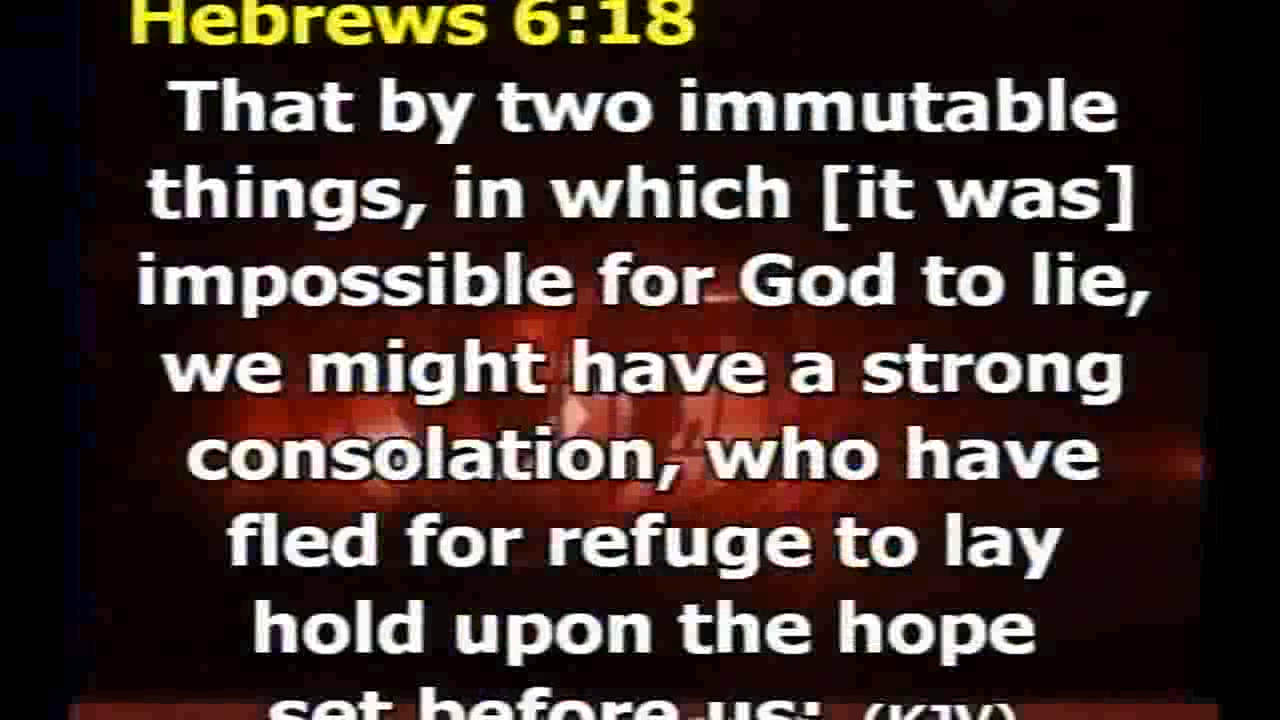 Hebrews 6:18
That by two immutable
things, in which [it was]
impossible for God to lie,
we might have a strong
consolation, who have
fled for refuge to lay
hold upon the hope
set before us: (KJV)